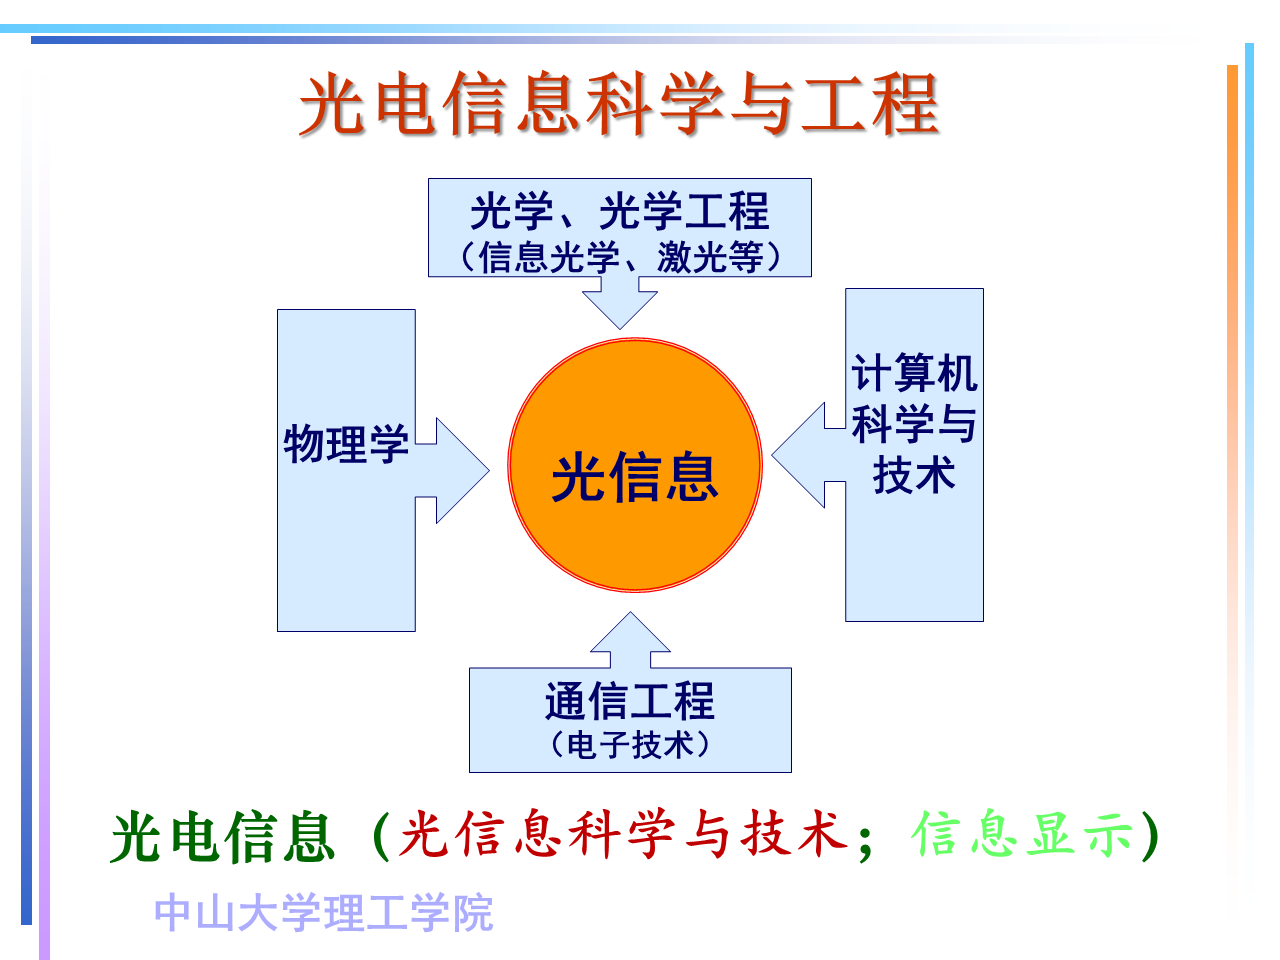 光电信息科学与工程
光学、光学工程
（信息光学、激光等）
物理学
光信息
计算机
科学与
技术
通信工程
（电子技术）
光电信息（光信息科学与技术；信息显示）
中山大学理工学院